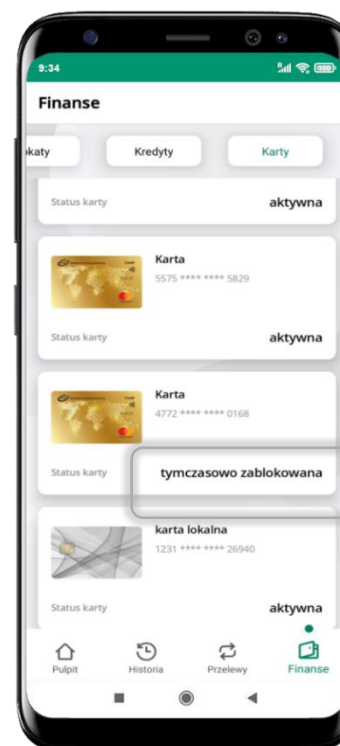 9:34
Finanse
katy
Kredyty
Karty
Status karty
aktywna
Karta
5575 **** **** 5829
Status karty
aktywna
Karta
4772 **** **** 0168
Status karty
tymczasowo zablokowana
karta lokalna
1231 **** **** 26940
Status karty
aktywna
Pulpit
Historia
Przelewy
Finanse